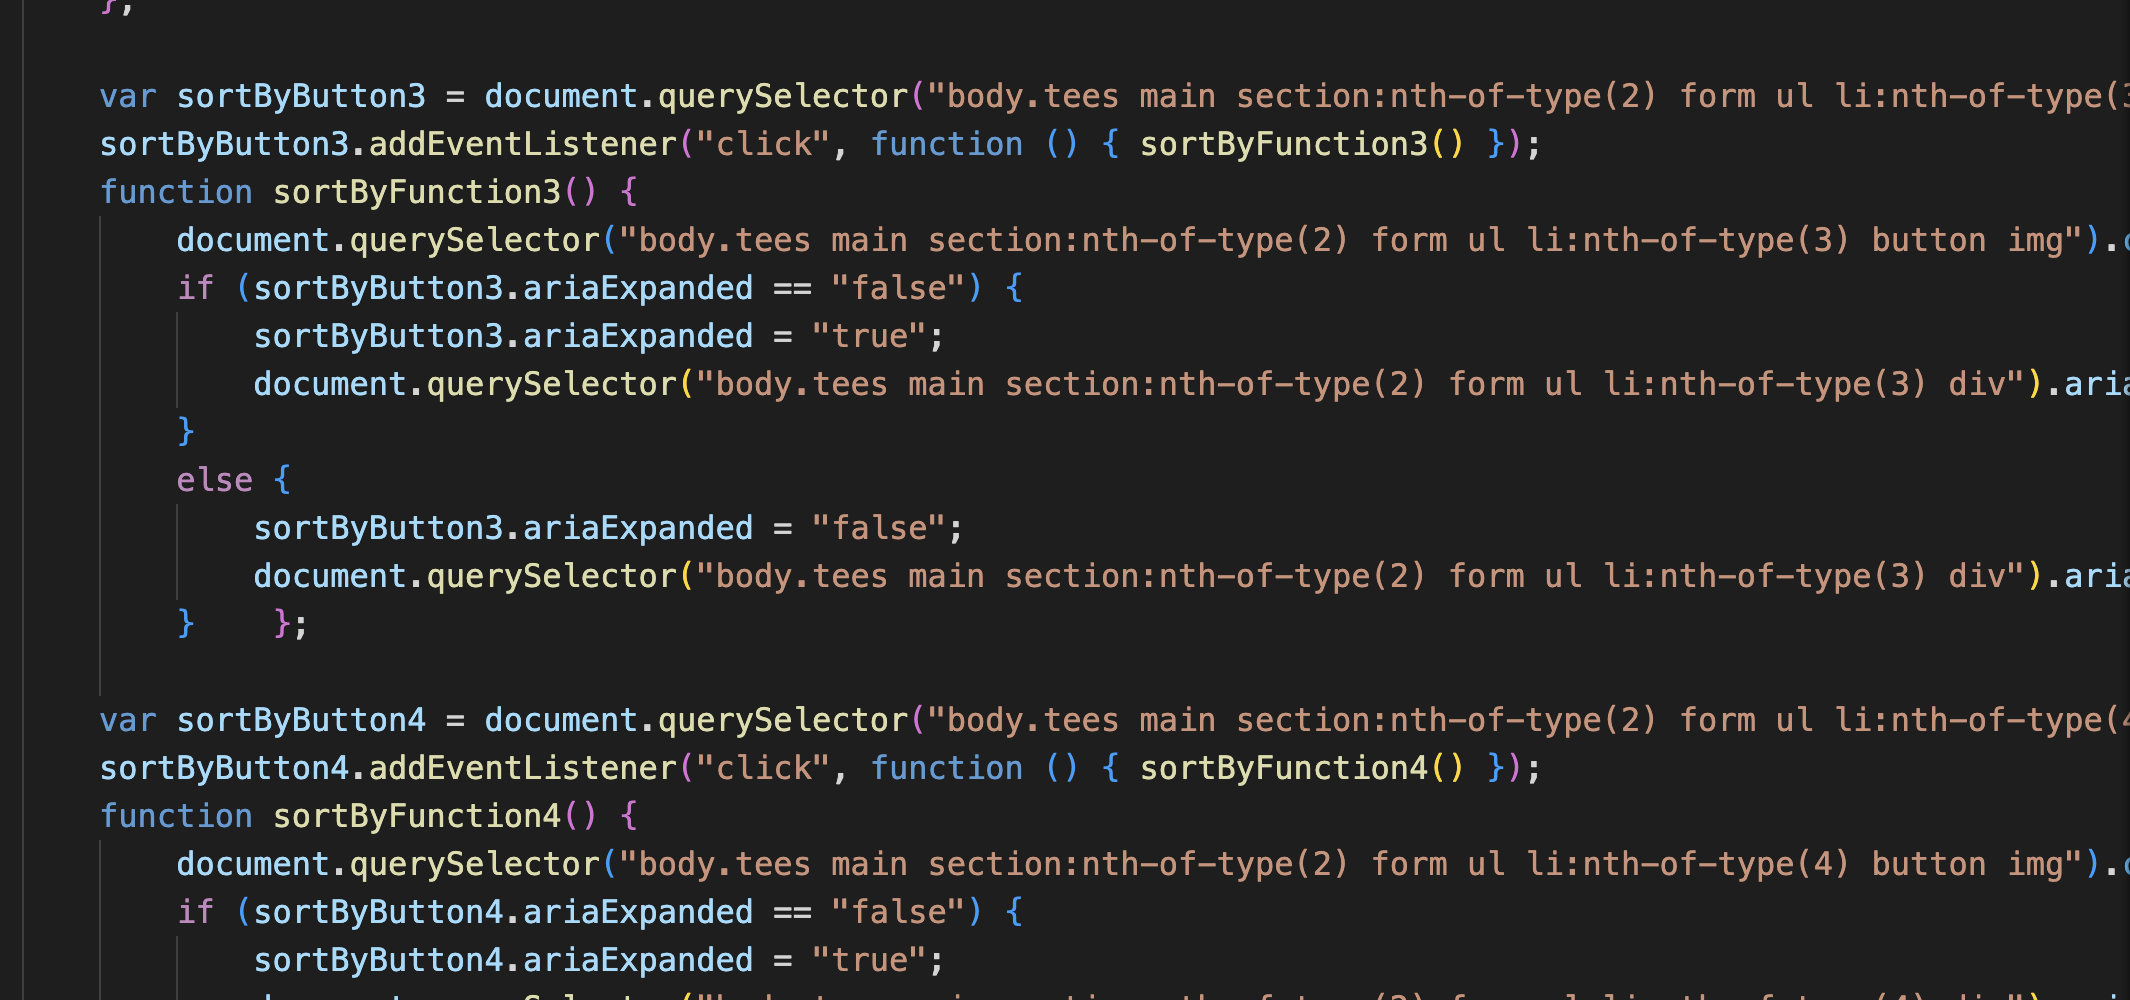 };
var sortByButton3 = document.querySelector("body.tees main section:nth-of-type(2) form ul li:nth-of-type(3
sortByButton3.addEventListener("click", function () { sortByFunction3() });
function sortByFunction3() {
document.querySelector("body.tees main section:nth-of-type(2) form ul li:nth-of-type(3) button img").
if (sortByButton3.ariaExpanded == "false") {
sortByButton3.ariaExpanded = "true";
document.querySelector("body.tees main section:nth-of-type(2) form ul li:nth-of-type(3) div").aria
}
else {
sortByButton3.ariaExpanded = "false";
document.querySelector("body.tees main section:nth-of-type(2) form ul li:nth-of-type(3) div").aria
}    };
var sortByButton4 = document.querySelector("body.tees main section:nth-of-type(2) form ul li:nth-of-type(4
sortByButton4.addEventListener("click", function () { sortByFunction4() });
function sortByFunction4() {
document.querySelector("body.tees main section:nth-of-type(2) form ul li:nth-of-type(4) button img").
if (sortByButton4.ariaExpanded == "false") {
sortByButton4.ariaExpanded = "true";